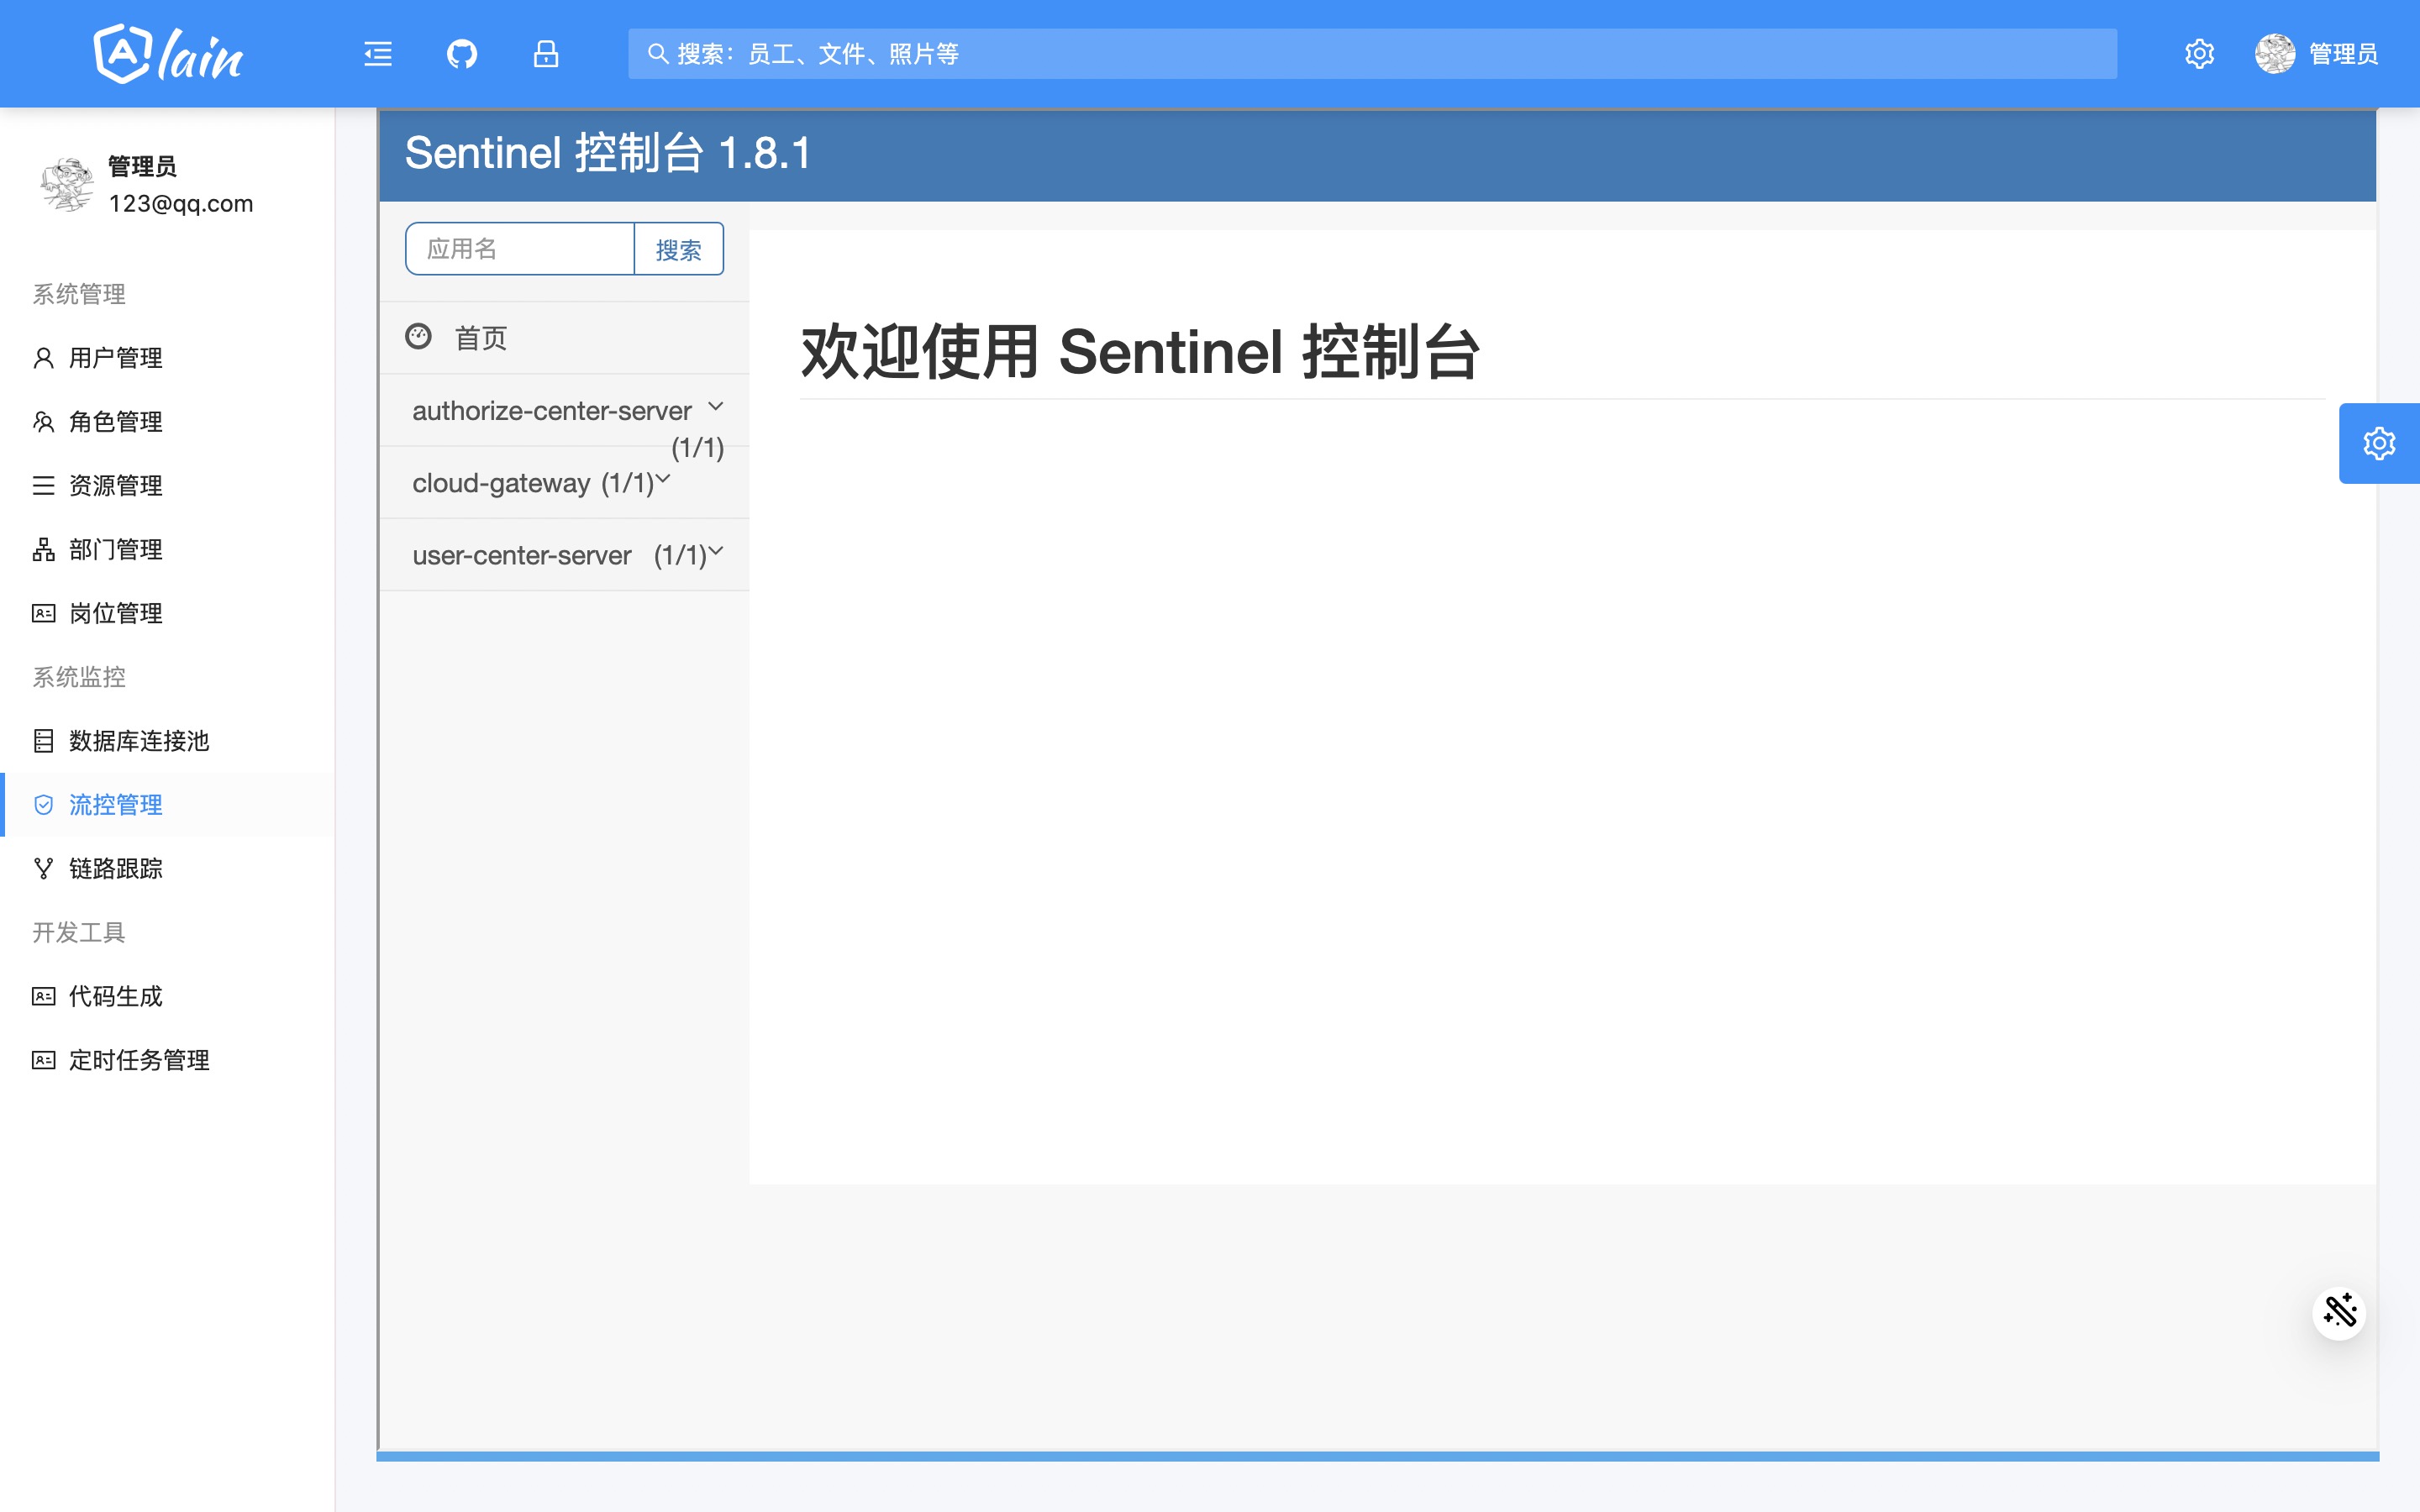 Alain
搜索：员工、文件、照片等
管理员
管理员
123@qq.com
系统管理
用户管理
角色管理
资源管理
部门管理
岗位管理
系统监控
数据库连接池
流控管理
链路跟踪
开发工具
代码生成
定时任务管理
Sentinel 控制台 1.8.1
应用名
搜索
首页
authorize-center-server
(1/1)
cloud-gateway (1/1)
user-center-server (1/1)
欢迎使用 Sentinel 控制台